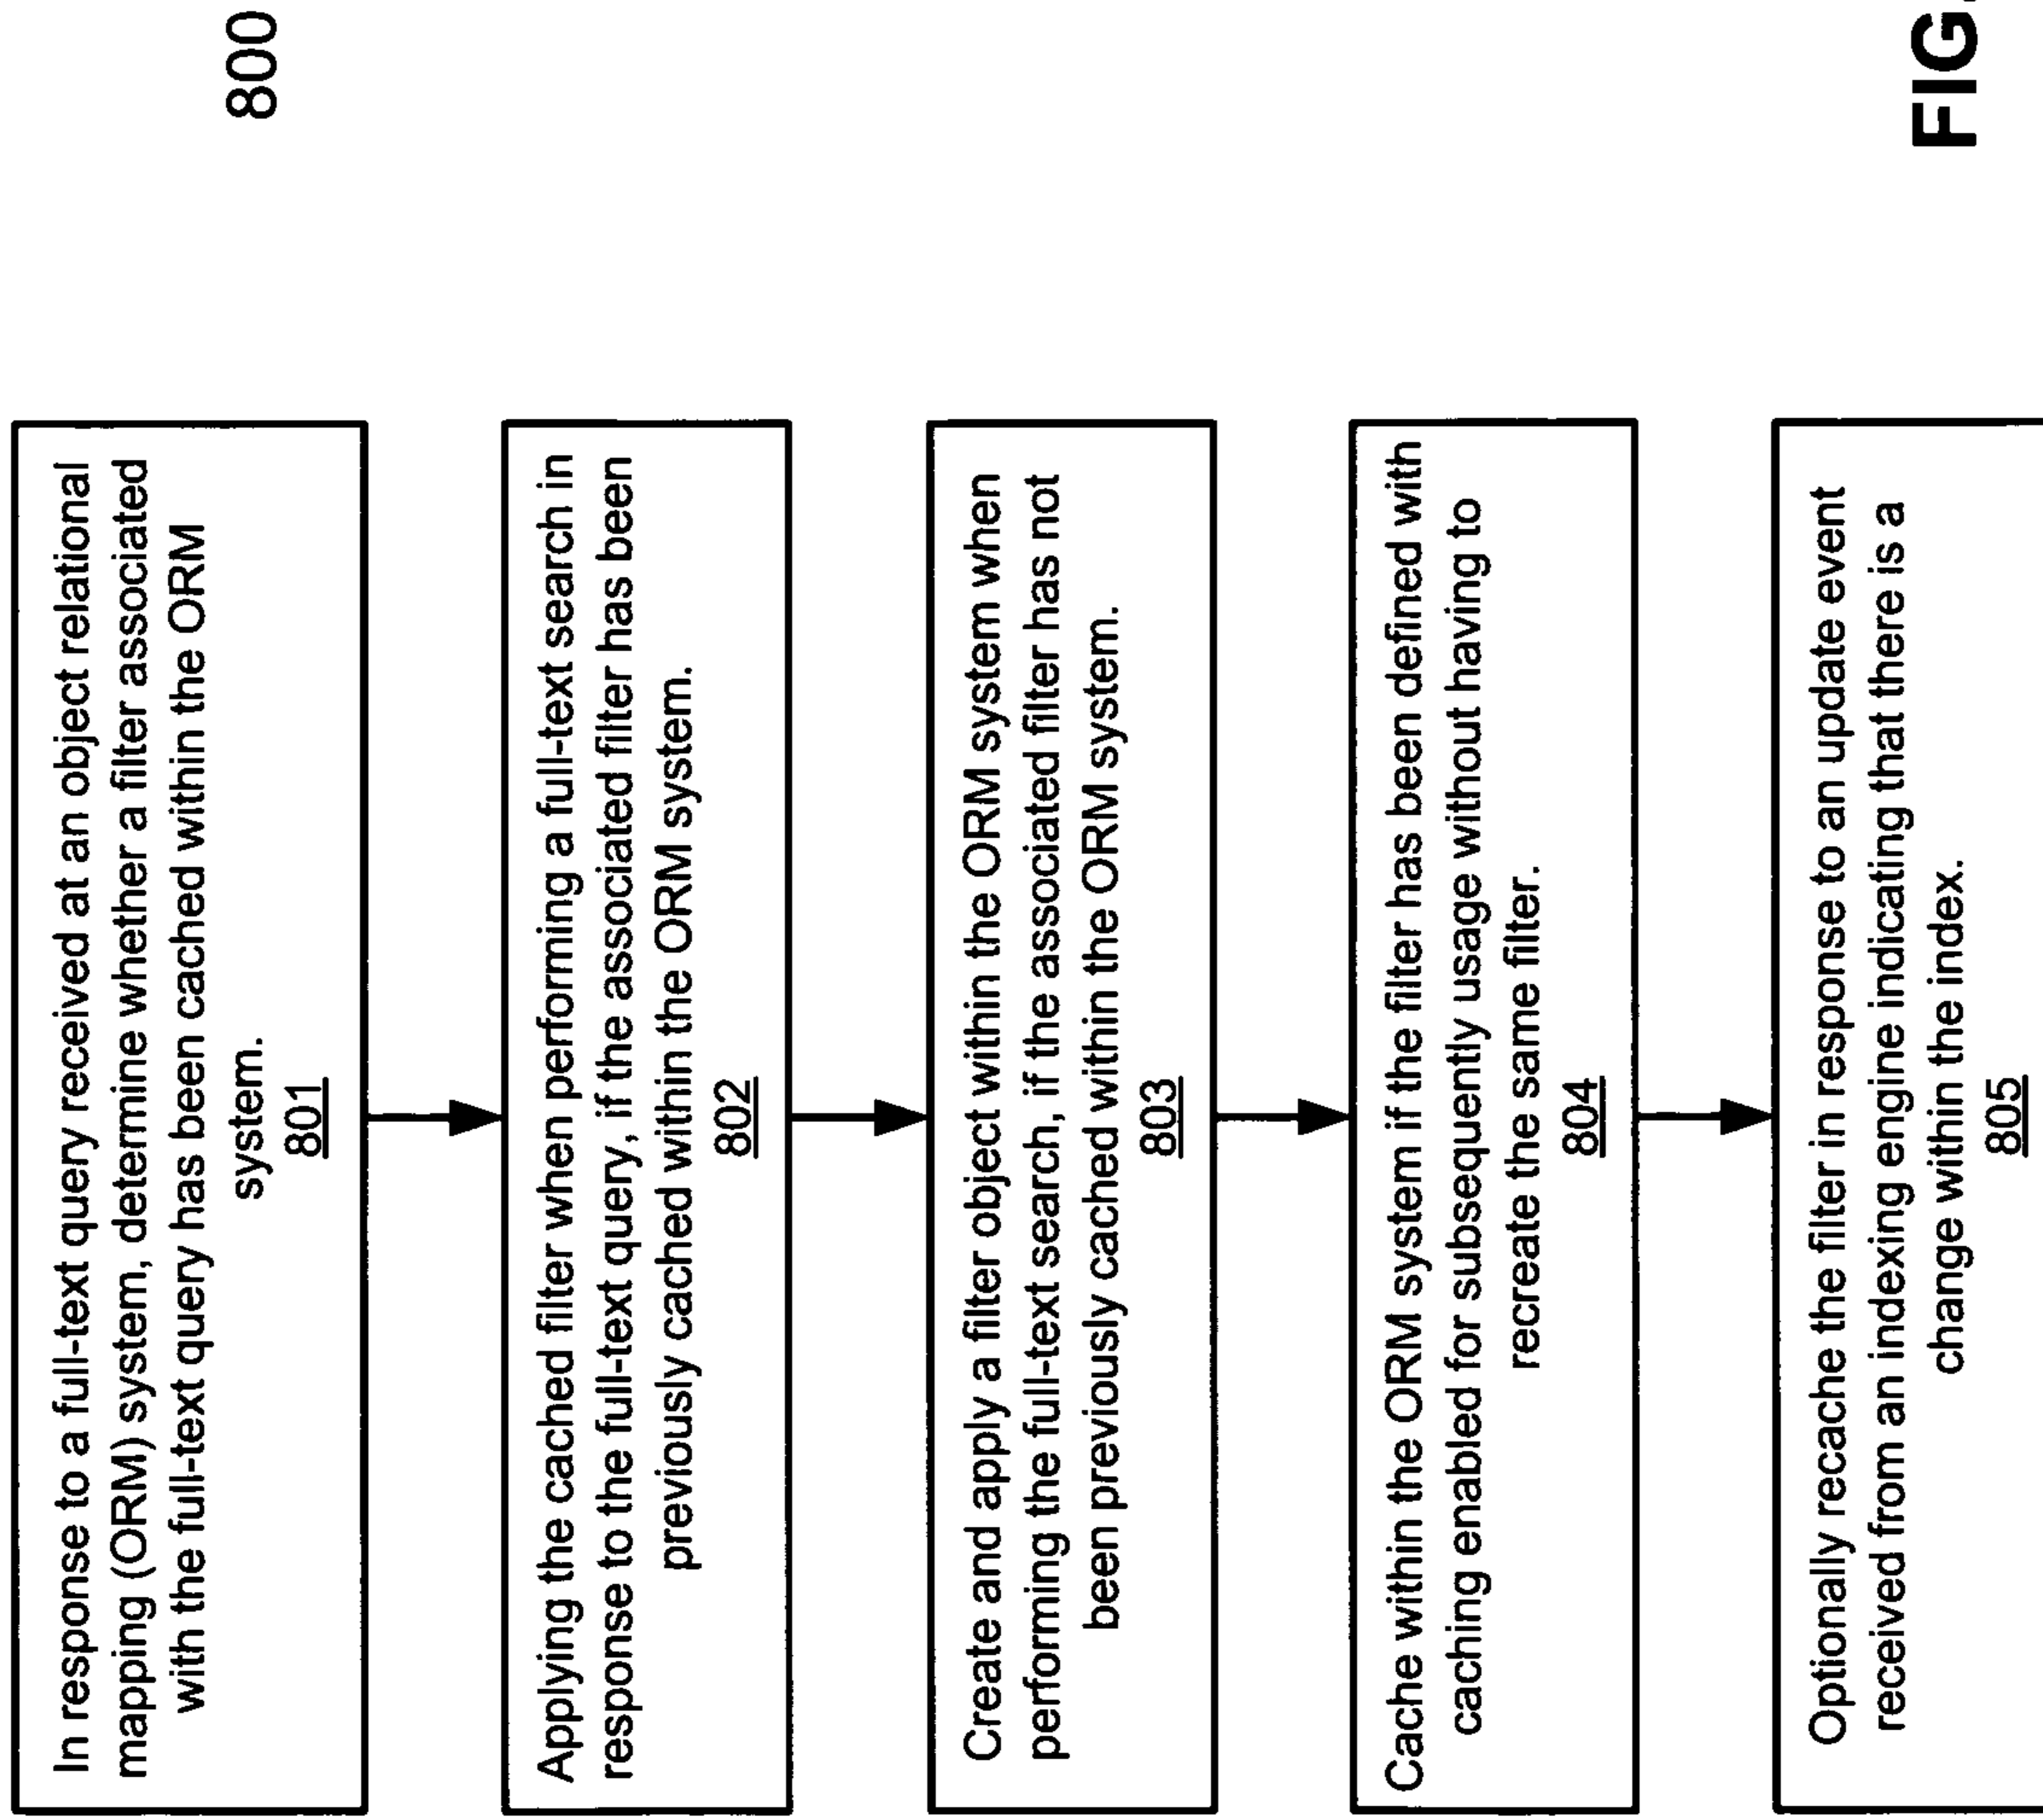 In response to a full-text query received at an object relational
mapping (ORM) system, determine whether a filter associated
with the full-text query has been cached within the ORM
system.
801
Applying the cached filter when performing a full-text search in
response to the full-text query, if the associated filter has been
previously cached within the ORM system.
802
Create and apply a filter object within the ORM system when
performing the full-text search, if the associated filter has not
been previously cached within the ORM system.
803
Cache within the ORM system if the filter has been defined with
caching enabled for subsequently usage without having to
recreate the same filter.
804
Optionally recache the filter in response to an update event
received from an indexing engine indicating that there is a
change within the index.
805
800
FIG.